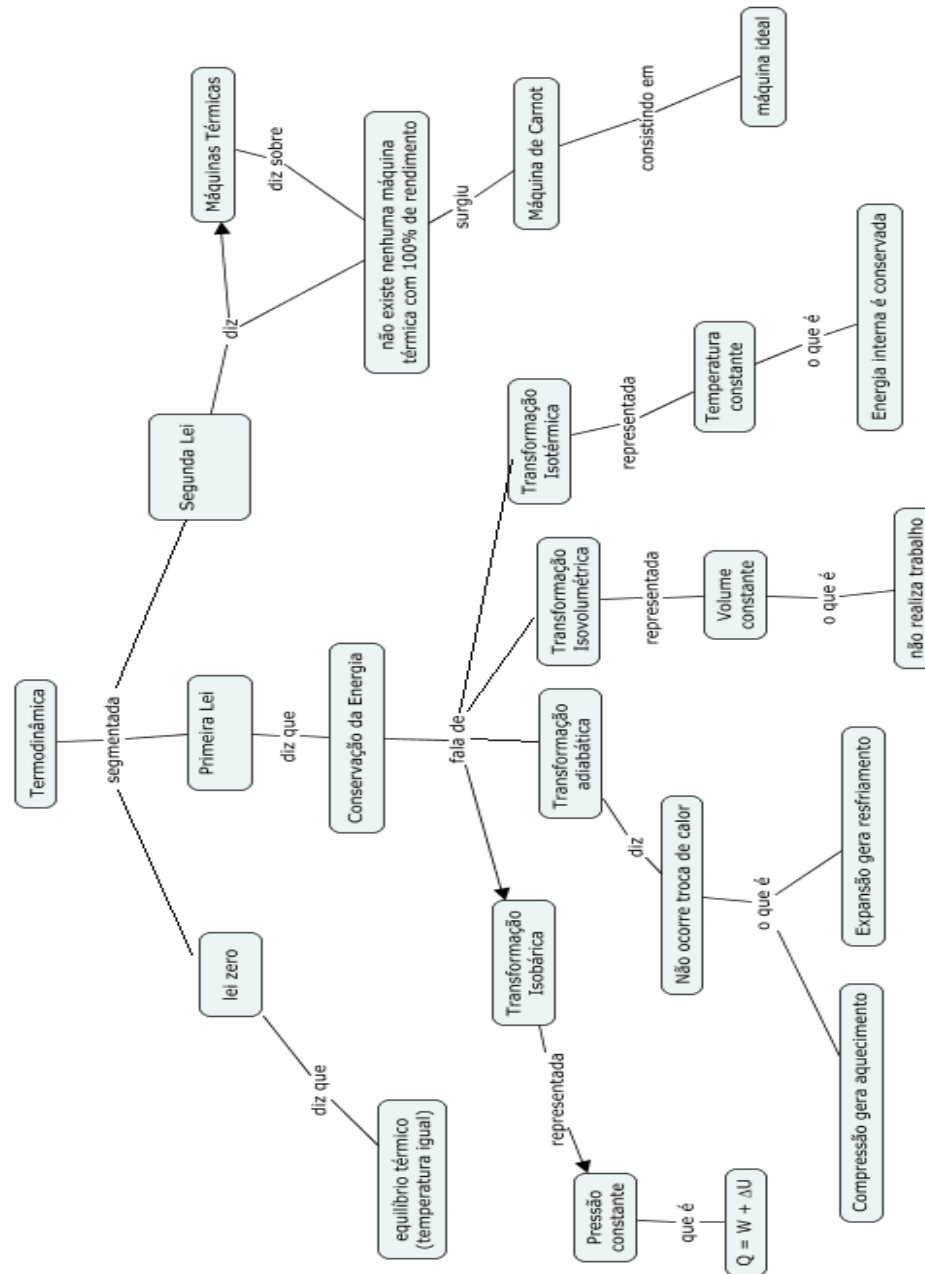 Termodinâmica
segmentada
lei zero
Primeira Lei
Segunda Lei
diz que
equilíbrio térmico
(temperatura igual)
diz que
Conservação da Energia
diz
Máquinas Térmicas
diz sobre
não existe nenhuma máquina
térmica com 100% de rendimento
surgiu
Máquina de Carnot
consistindo em
máquina ideal
fala de
Transformação
Isobárica
representada
Pressão
constante
que é
Q = W + ΔU
Transformação
adiabática
diz
Não ocorre troca de calor
o que é
Compressão gera aquecimento
Expansão gera resfriamento
Transformação
Isovolumétrica
representada
Volume
constante
o que é
não realiza trabalho
Transformação
Isotérmica
representada
Temperatura
constante
o que é
Energia interna é conservada